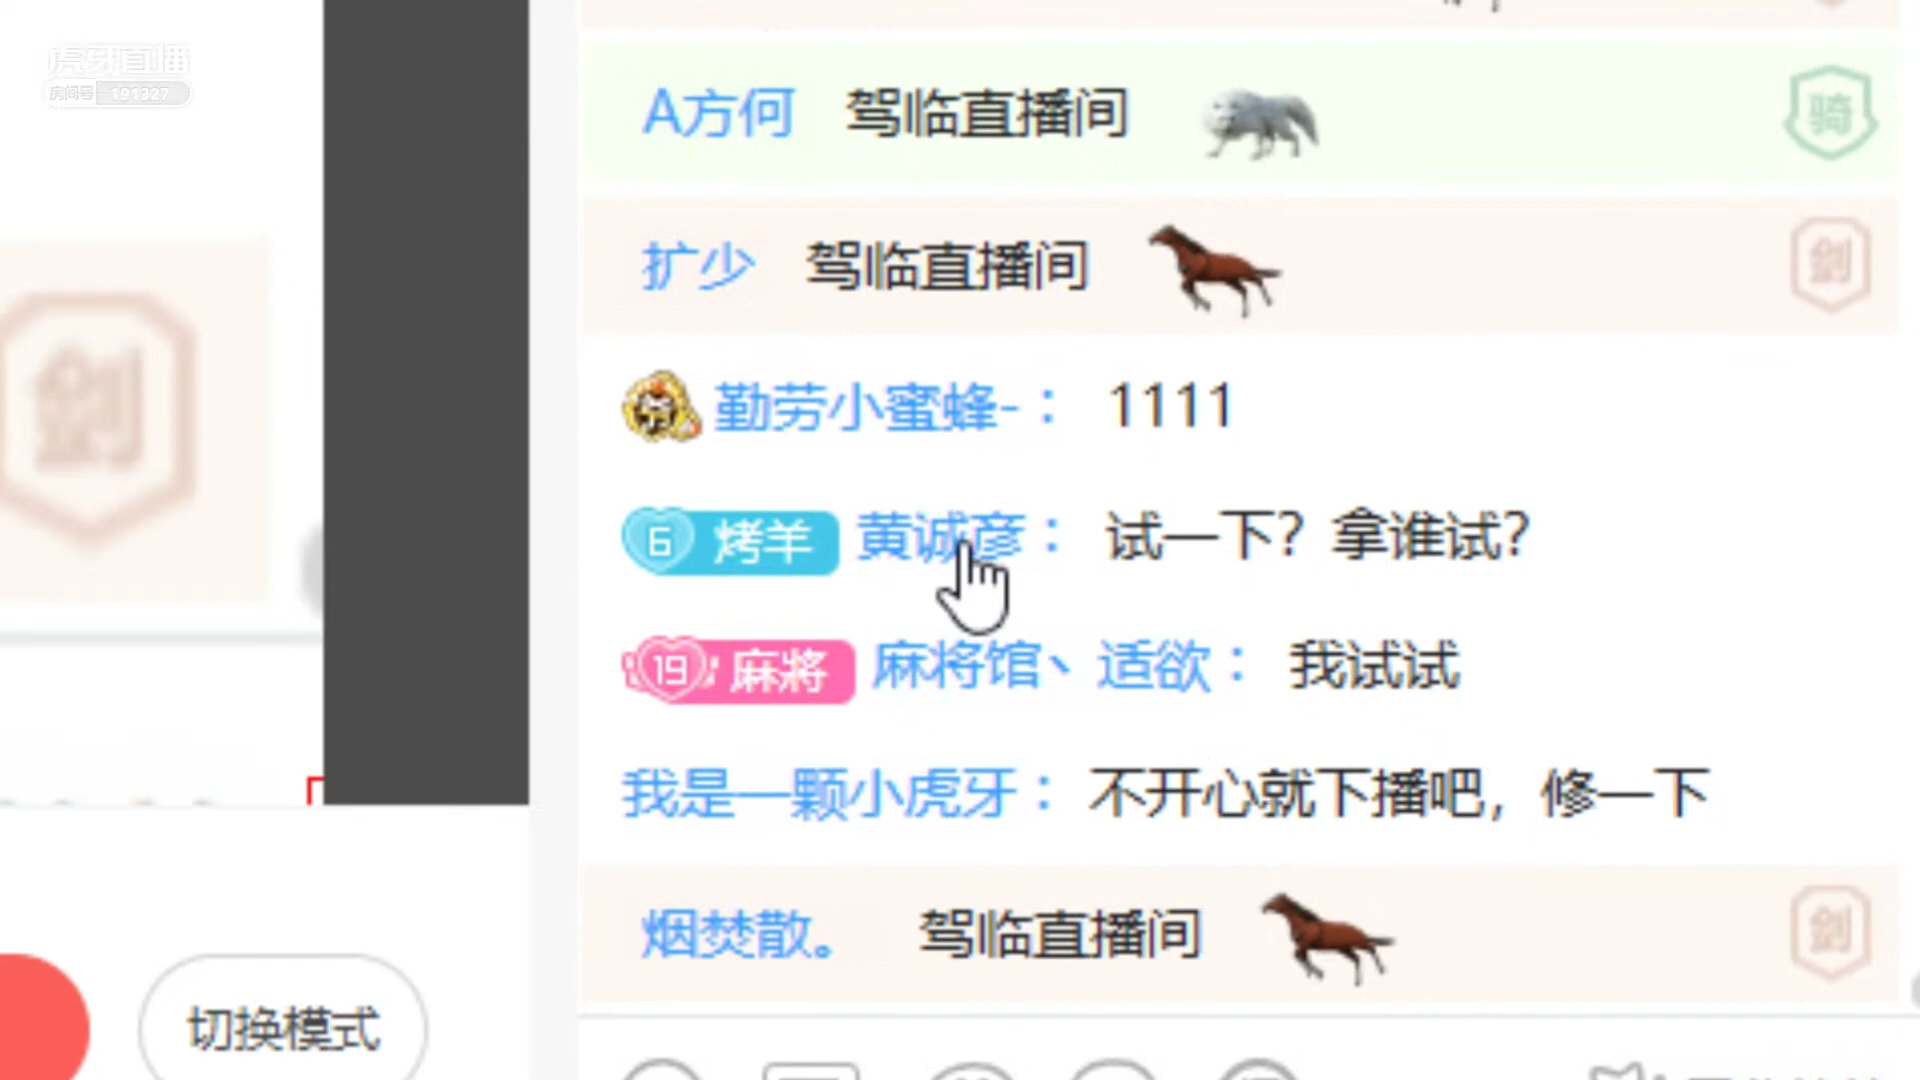 虎牙直播
房间号 191327
A方何 驾临直播间 骑
扩少 驾临直播间 剑
剑
勤劳小蜜蜂-： 1111
6 烤羊 黄诚彦： 试一下？拿谁试？
19 麻將 麻将馆、适欲： 我试试
我是一颗小虎牙： 不开心就下播吧，修一下
烟焚散。 驾临直播间 剑
切换模式